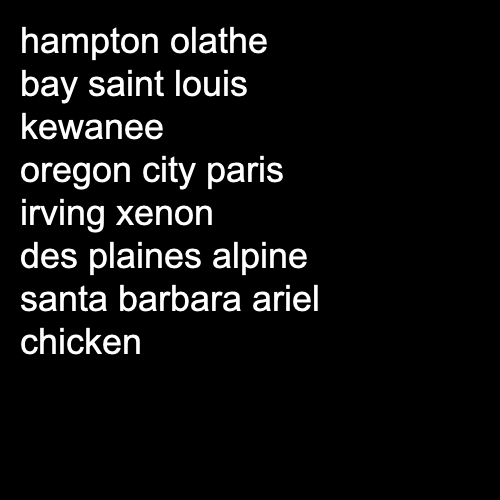 hampton olathe
bay saint louis
kewanee
oregon city paris
irving xenon
des plaines alpine
santa barbara ariel
chicken